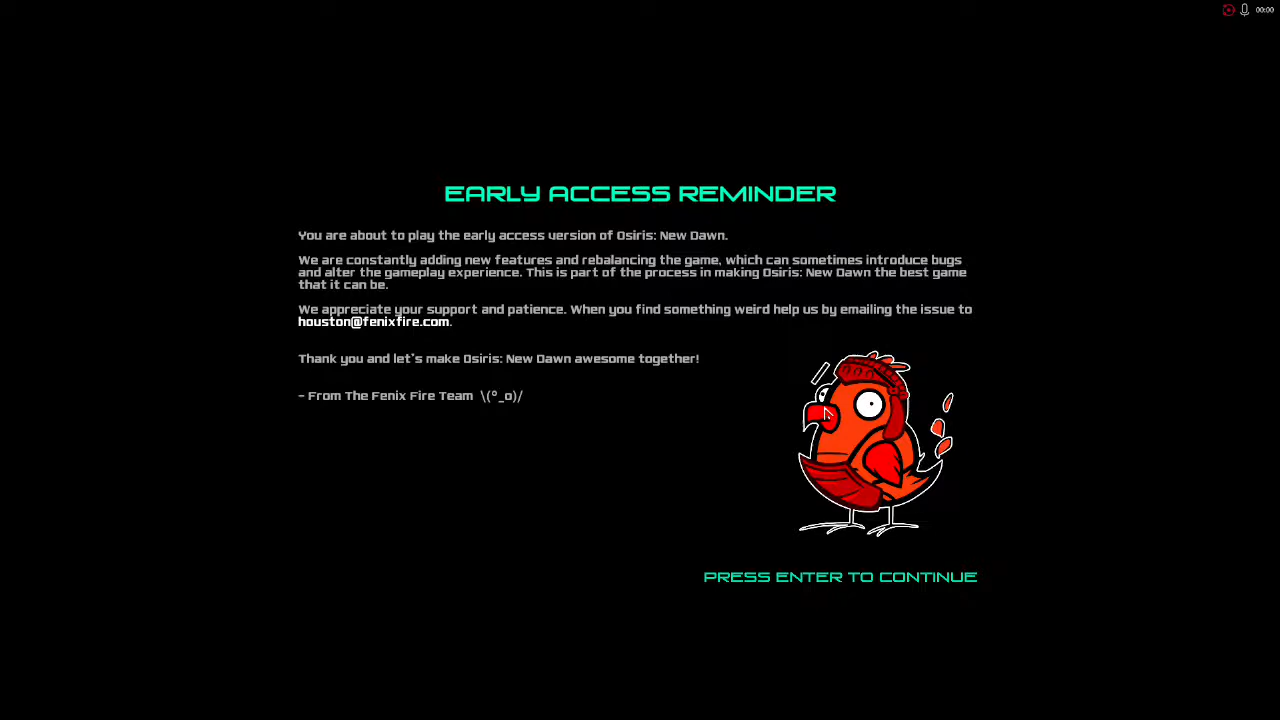 00:00
EARLY ACCESS REMINDER
You are about to play the early access version of Osiris: New Dawn.
We are constantly adding new features and rebalancing the game, which can sometimes introduce bugs
and alter the gameplay experience. This is part of the process in making Osiris: New Dawn the best game
that it can be.
We appreciate your support and patience. When you find something weird help us by emailing the issue to
houston@fenixfire.com.
Thank you and let's make Osiris: New Dawn awesome together!
- From The Fenix Fire Team \(°_o)/
PRESS ENTER TO CONTINUE